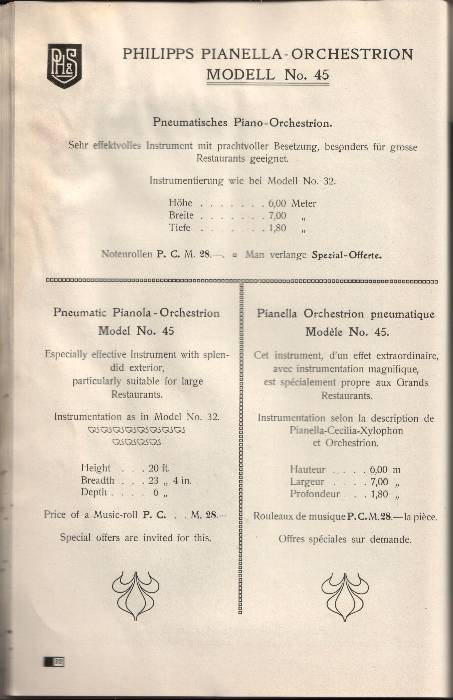 PH&S
PHILIPPS PIANELLA-ORCHESTRION
MODELL No. 45
Pneumatisches Piano-Orchestrion.
Sehr effektvolles Instrument mit prachtvoller Besetzung, besonders für grosse
Restaurants geeignet.
Instrumentierung wie bei Modell No. 32.
Höhe . . . . . . . 6,00 Meter
Breite . . . . . . . 7,00 „
Tiefe . . . . . . . 1,80 „
Notenrollen P. C. M. 28.—. Man verlange Spezial-Offerte.
Pneumatic Pianola-Orchestrion
Model No. 45
Especially effective Instrument with splen-
did exterior,
particularly suitable for large
Restaurants.
Instrumentation as in Model No. 32.
Height . . . 20 ft.
Breadth . . . 23 „ 4 in.
Depth . . . . 6 „
Price of a Music-roll P. C. . . M. 28.—
Special offers are invited for this.
Pianella Orchestrion pneumatique
Modèle No. 45.
Cet instrument, d'un effet extraordinaire,
avec instrumentation magnifique,
est spécialement propre aux Grands
Restaurants.
Instrumentation selon la description de
Pianella-Cecilia-Xylophon
et Orchestrion.
Hauteur . . . . 6,00 m
Largeur . . . . 7,00 „
Profondeur . . 1,80 „
Rouleaux de musique P. C. M. 28.—la pièce.
Offres spéciales sur demande.